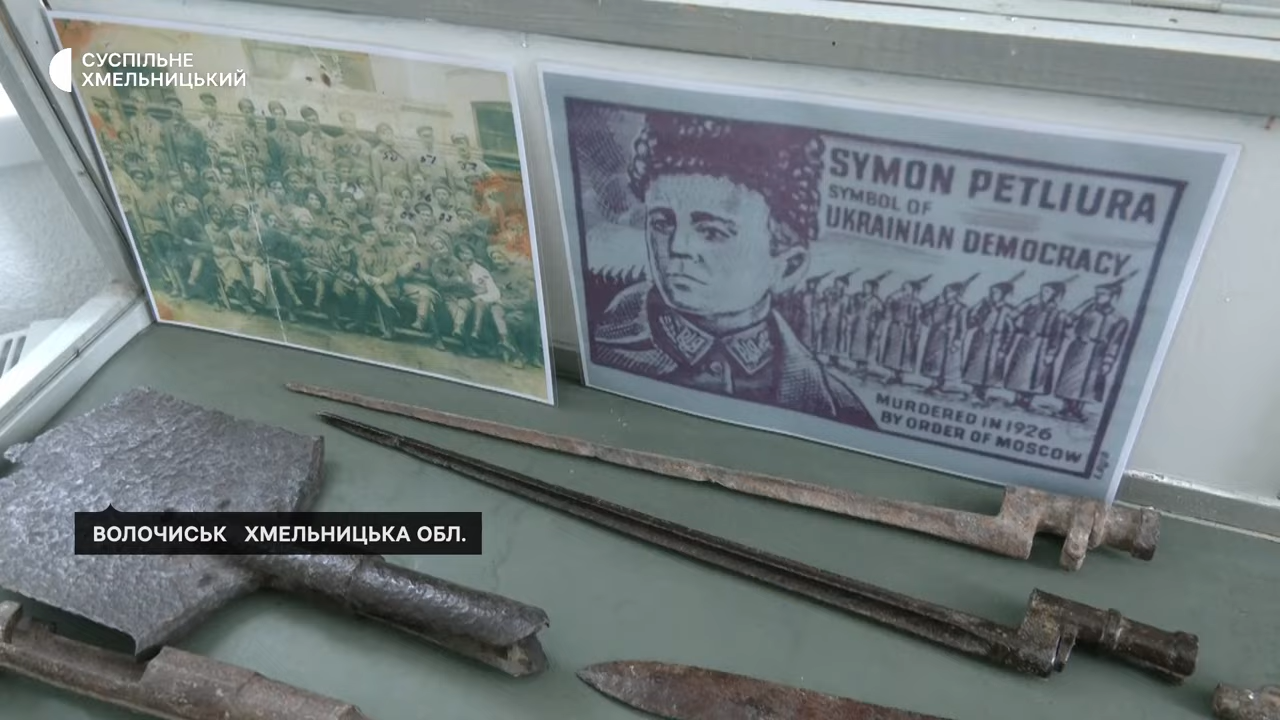 СУСПІЛЬНЕ
ХМЕЛЬНИЦЬКИЙ
SYMON PETLIURA
SYMBOL OF
UKRAINIAN DEMOCRACY
MURDERED IN 1926
BY ORDER OF MOSCOW
ВОЛОЧИСЬК ХМЕЛЬНИЦЬКА ОБЛ.